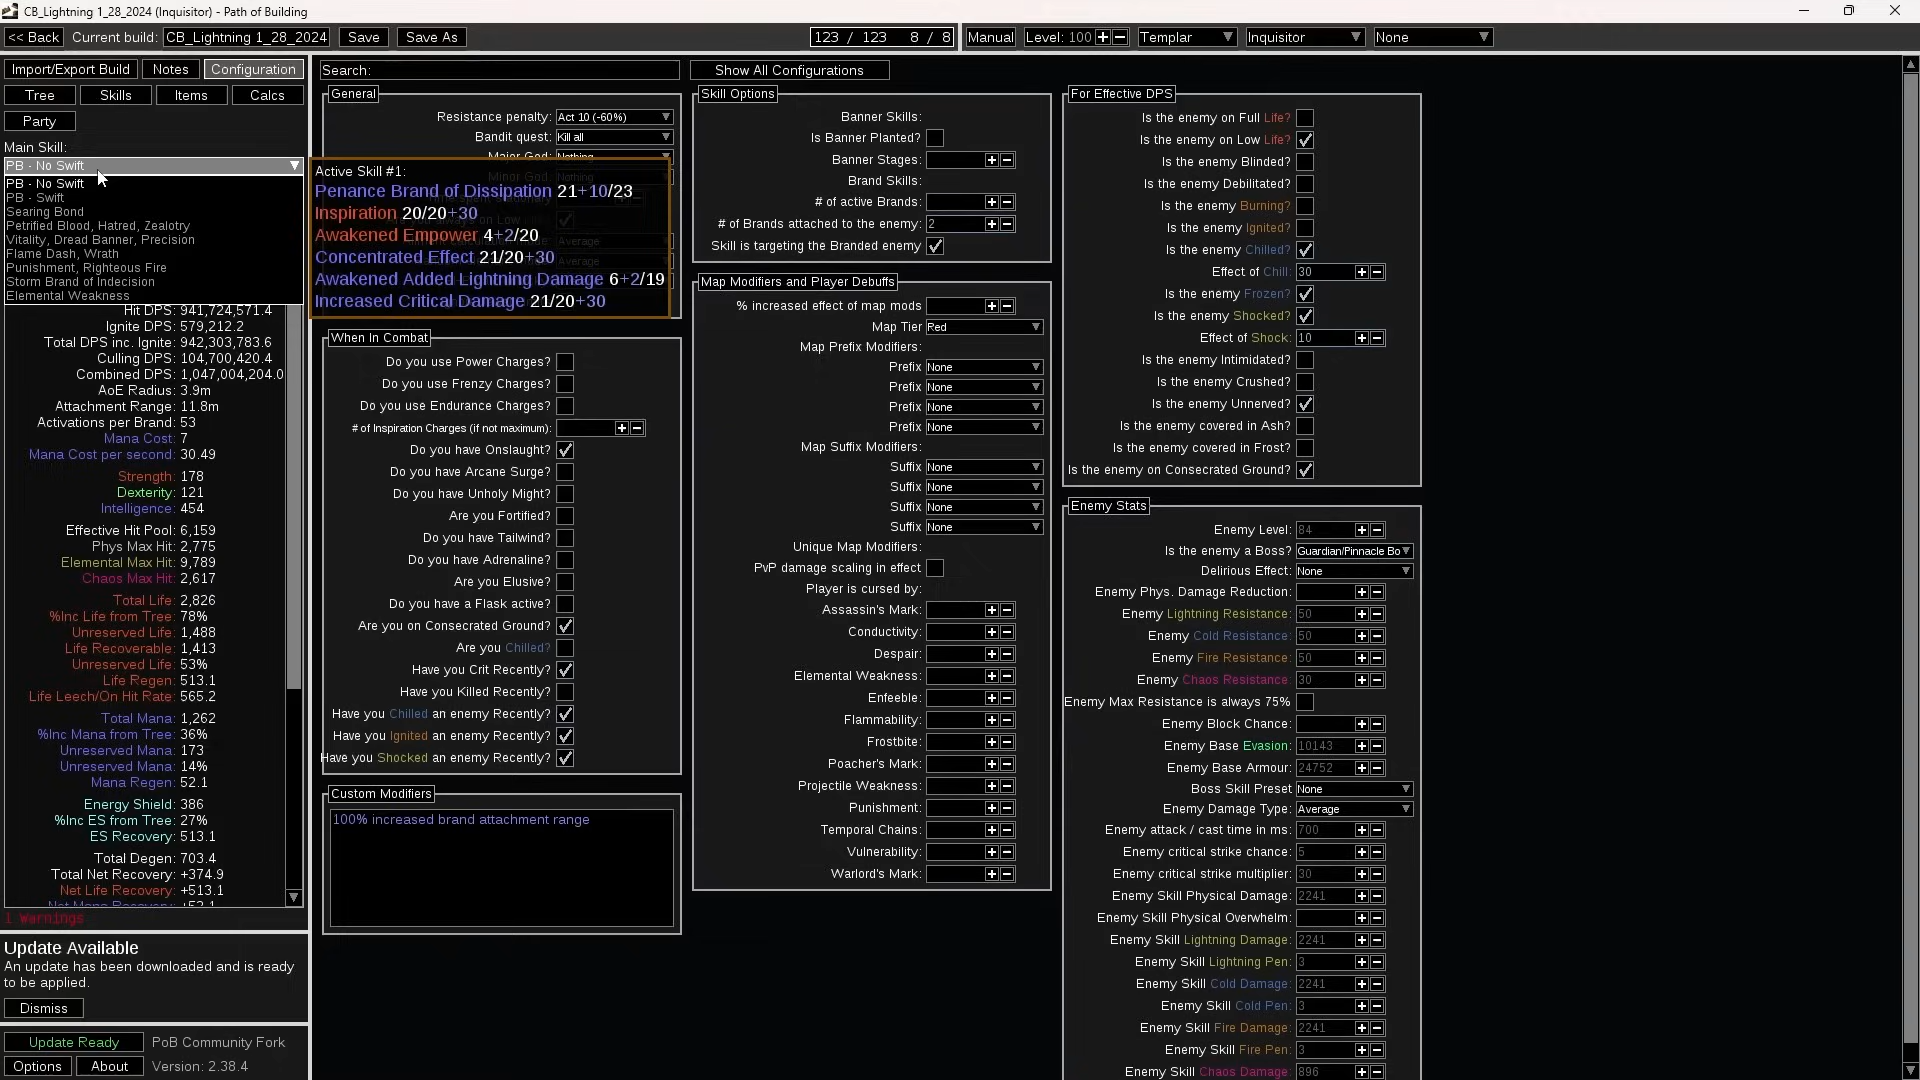 CB_Lightning 1_28_2024 (Inquisitor) - Path of Building
<< Back Current build: CB_Lightning 1_28_2024 Save Save As 123 / 123 8 / 8 Manual Level: 100 + - Templar Inquisitor None
Import/Export Build Notes Configuration
Tree Skills Items Calcs
Party
Main Skill:
PB - No Swift
PB - No Swift
PB - Swift
Searing Bond
Petrified Blood, Hatred, Zealotry
Vitality, Dread Banner, Precision
Flame Dash, Wrath
Punishment, Righteous Fire
Storm Brand of Indecision
Elemental Weakness
Hit DPS: 941,724,571.4
Ignite DPS: 579,212.2
Total DPS inc. Ignite: 942,303,783.6
Culling DPS: 104,700,420.4
Combined DPS: 1,047,004,204.0
AoE Radius: 3.9m
Attachment Range: 11.8m
Activations per Brand: 53
Mana Cost: 7
Mana Cost per second: 30.49
Strength: 178
Dexterity: 121
Intelligence: 454
Effective Hit Pool: 6,159
Phys Max Hit: 2,775
Elemental Max Hit: 9,789
Chaos Max Hit: 2,617
Total Life: 2,826
%Inc Life from Tree: 78%
Unreserved Life: 1,488
Life Recoverable: 1,413
Unreserved Life: 53%
Life Regen: 513.1
Life Leech/On Hit Rate: 565.2
Total Mana: 1,262
%Inc Mana from Tree: 36%
Unreserved Mana: 173
Unreserved Mana: 14%
Mana Regen: 52.1
Energy Shield: 386
%Inc ES from Tree: 27%
ES Recovery: 513.1
Total Degen: 703.4
Total Net Recovery: +374.9
Net Life Recovery: +513.1
Net Mana Recovery: +52.1
1 Warnings
Update Available
An update has been downloaded and is ready
to be applied.
Dismiss
Update Ready PoB Community Fork
Options About Version: 2.38.4
Search: Show All Configurations
General
Resistance penalty: Act 10 (-60%)
Bandit quest: Kill all
Major God: Nothing
Active Skill #1:
Penance Brand of Dissipation 21+10/23
Inspiration 20/20+30
Awakened Empower 4+2/20
Concentrated Effect 21/20+30
Awakened Added Lightning Damage 6+2/19
Increased Critical Damage 21/20+30
When In Combat
Do you use Power Charges?
Do you use Frenzy Charges?
Do you use Endurance Charges?
# of Inspiration Charges (if not maximum): + -
Do you have Onslaught?
Do you have Arcane Surge?
Do you have Unholy Might?
Are you Fortified?
Do you have Tailwind?
Do you have Adrenaline?
Are you Elusive?
Do you have a Flask active?
Are you on Consecrated Ground?
Are you Chilled?
Have you Crit Recently?
Have you Killed Recently?
Have you Chilled an enemy Recently?
Have you Ignited an enemy Recently?
Have you Shocked an enemy Recently?
Custom Modifiers
100% increased brand attachment range
Skill Options
Banner Skills:
Is Banner Planted?
Banner Stages: + -
Brand Skills:
# of active Brands: + -
# of Brands attached to the enemy: 2 + -
Skill is targeting the Branded enemy
Map Modifiers and Player Debuffs
% increased effect of map mods + -
Map Tier Red
Map Prefix Modifiers:
Prefix None
Prefix None
Prefix None
Prefix None
Map Suffix Modifiers:
Suffix None
Suffix None
Suffix None
Suffix None
Unique Map Modifiers:
PvP damage scaling in effect
Player is cursed by:
Assassin's Mark: + -
Conductivity: + -
Despair: + -
Elemental Weakness: + -
Enfeeble: + -
Flammability: + -
Frostbite: + -
Poacher's Mark: + -
Projectile Weakness: + -
Punishment: + -
Temporal Chains: + -
Vulnerability: + -
Warlord's Mark: + -
For Effective DPS
Is the enemy on Full Life?
Is the enemy on Low Life?
Is the enemy Blinded?
Is the enemy Debilitated?
Is the enemy Burning?
Is the enemy Ignited?
Is the enemy Chilled?
Effect of Chill: 30 + -
Is the enemy Frozen?
Is the enemy Shocked?
Effect of Shock: 10 + -
Is the enemy Intimidated?
Is the enemy Crushed?
Is the enemy Unnerved?
Is the enemy covered in Ash?
Is the enemy covered in Frost?
Is the enemy on Consecrated Ground?
Enemy Stats
Enemy Level: 84 + -
Is the enemy a Boss? Guardian/Pinnacle Bo
Delirious Effect: None
Enemy Phys. Damage Reduction: + -
Enemy Lightning Resistance: 50 + -
Enemy Cold Resistance: 50 + -
Enemy Fire Resistance: 50 + -
Enemy Chaos Resistance: 30 + -
Enemy Max Resistance is always 75%
Enemy Block Chance: + -
Enemy Base Evasion: 10143 + -
Enemy Base Armour: 24752 + -
Boss Skill Preset None
Enemy Damage Type: Average
Enemy attack / cast time in ms: 700 + -
Enemy critical strike chance: 5 + -
Enemy critical strike multiplier: 30 + -
Enemy Skill Physical Damage: 2241 + -
Enemy Skill Physical Overwhelm: + -
Enemy Skill Lightning Damage: 2241 + -
Enemy Skill Lightning Pen: 3 + -
Enemy Skill Cold Damage: 2241 + -
Enemy Skill Cold Pen: 3 + -
Enemy Skill Fire Damage: 2241 + -
Enemy Skill Fire Pen: 3 + -
Enemy Skill Chaos Damage: 896 + -